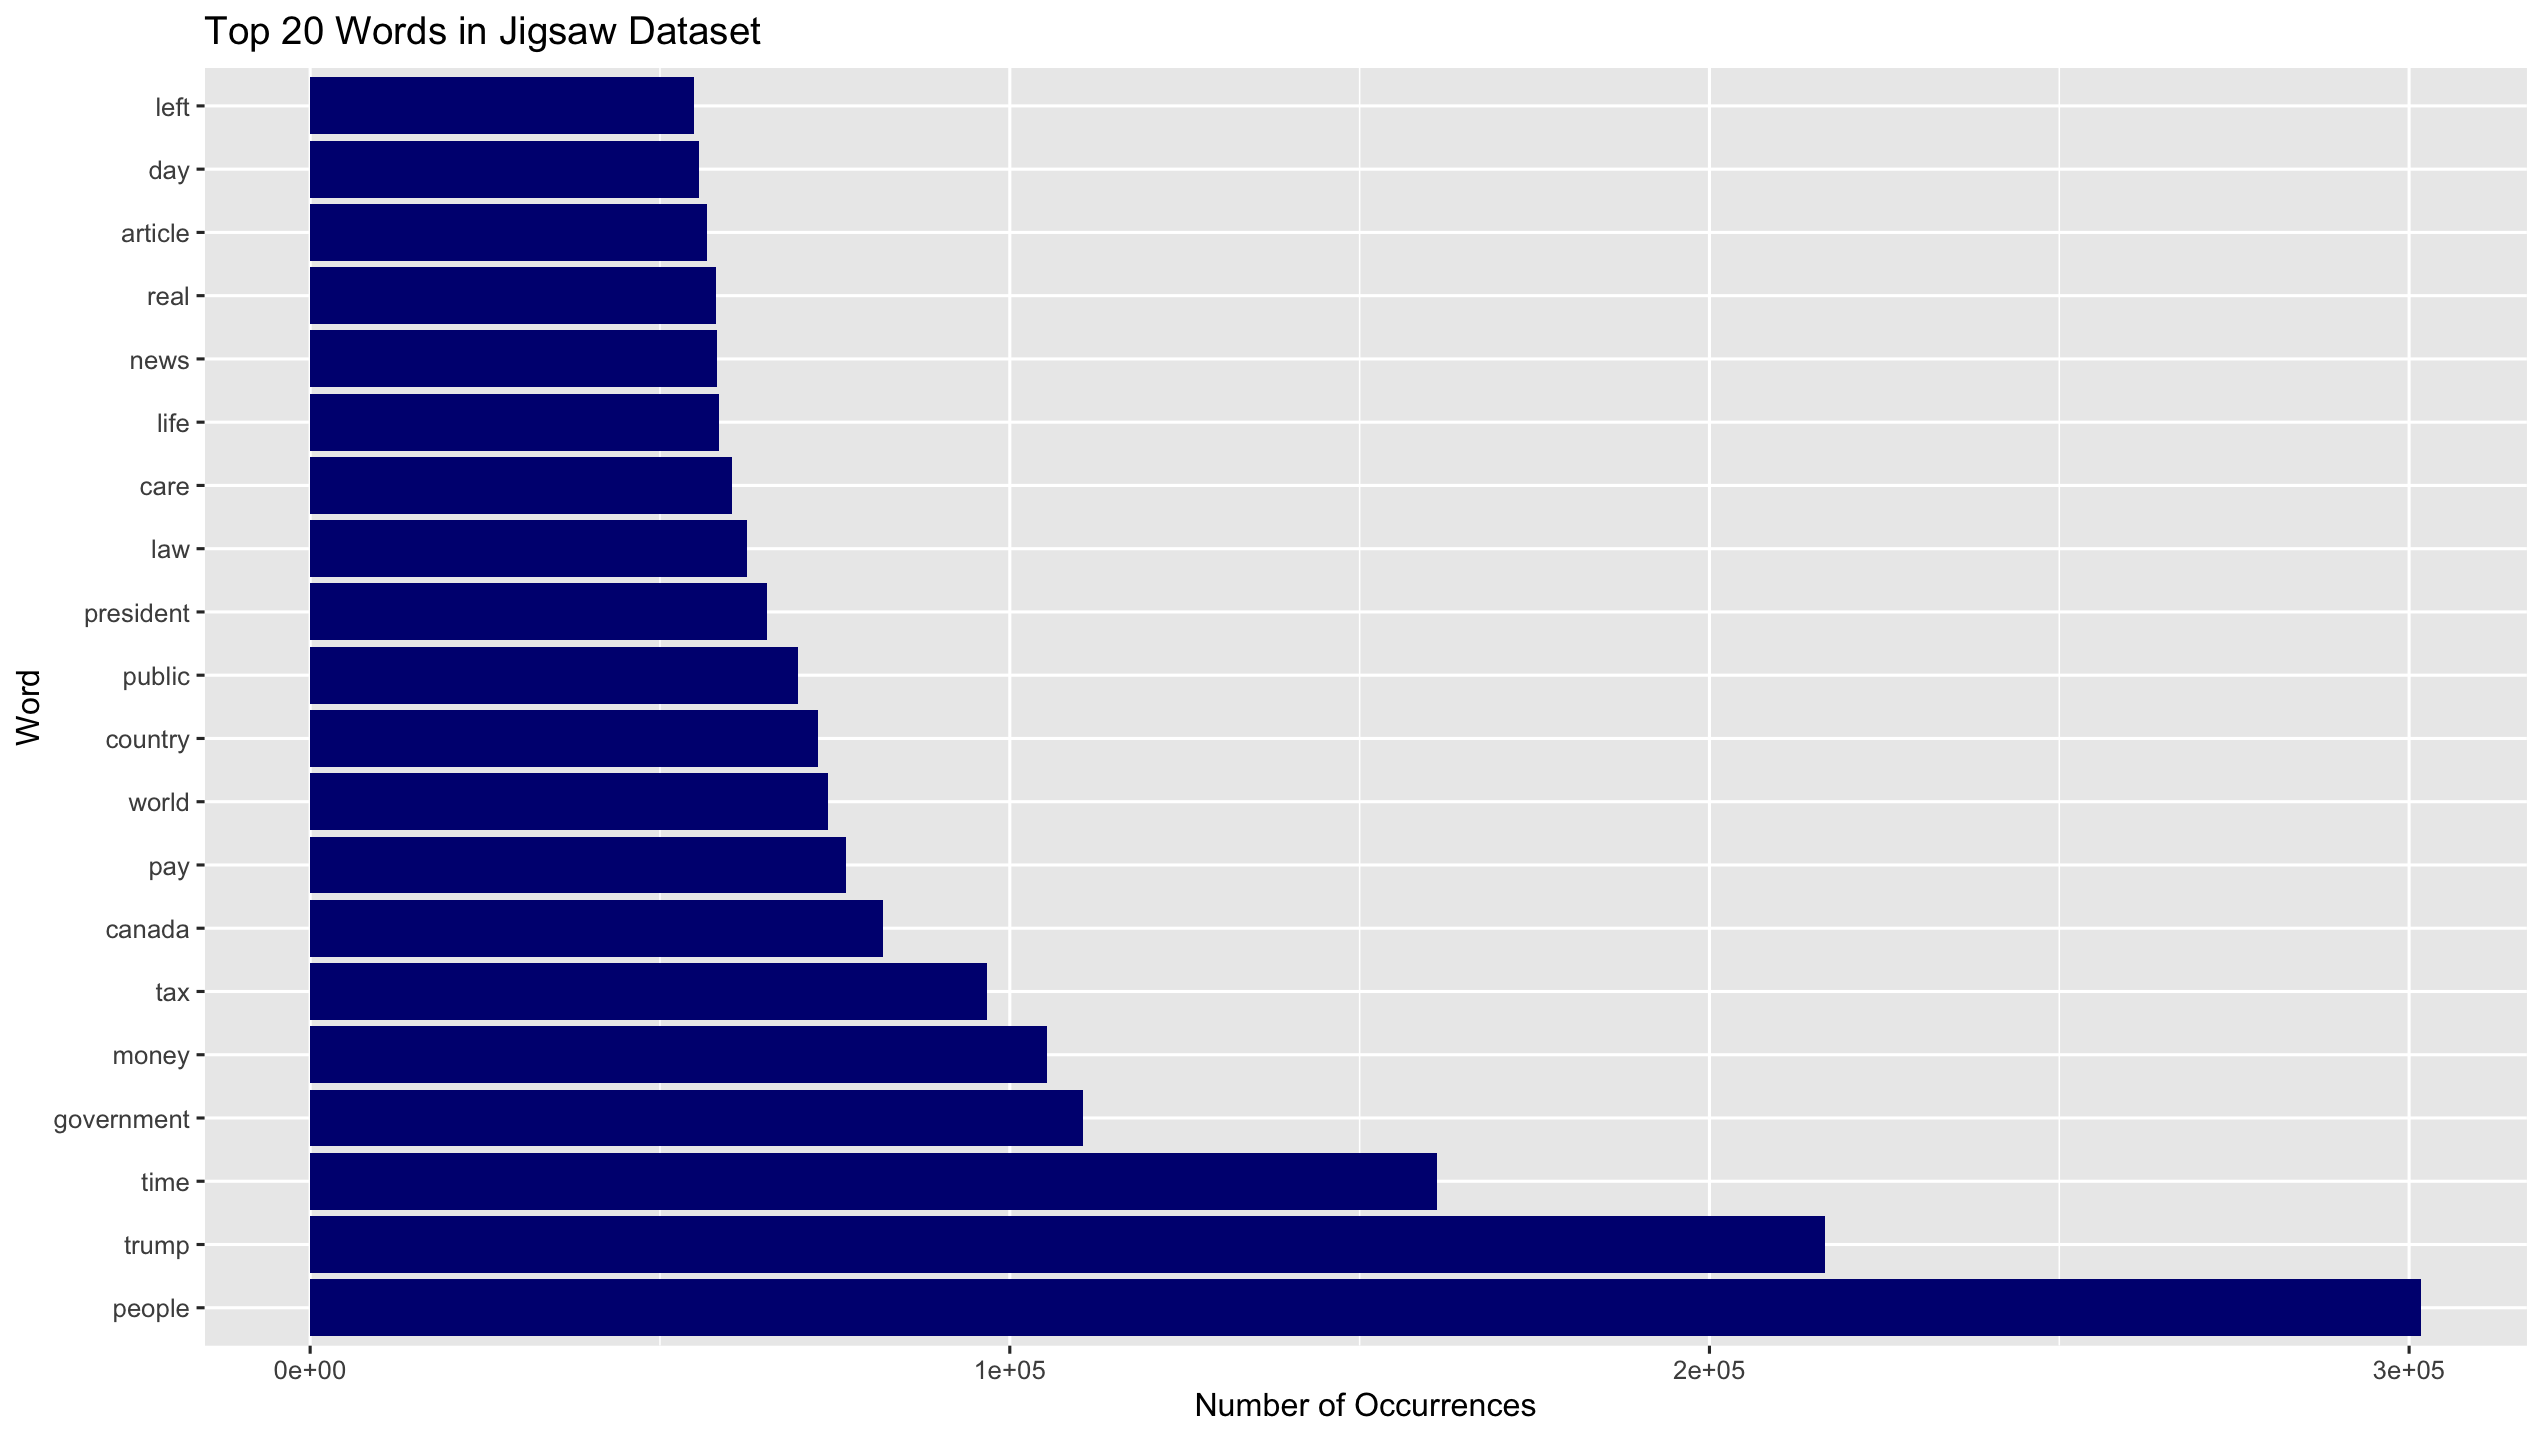 Top 20 Words in Jigsaw Dataset
left
day
article
real
news
life
care
law
president
public
country
world
pay
canada
tax
money
government
time
trump
people
Word
0e+00 1e+05 2e+05 3e+05
Number of Occurrences